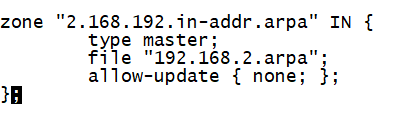 zone "2.168.192.in-addr.arpa" IN {
        type master;
        file "192.168.2.arpa";
        allow-update { none; };
};